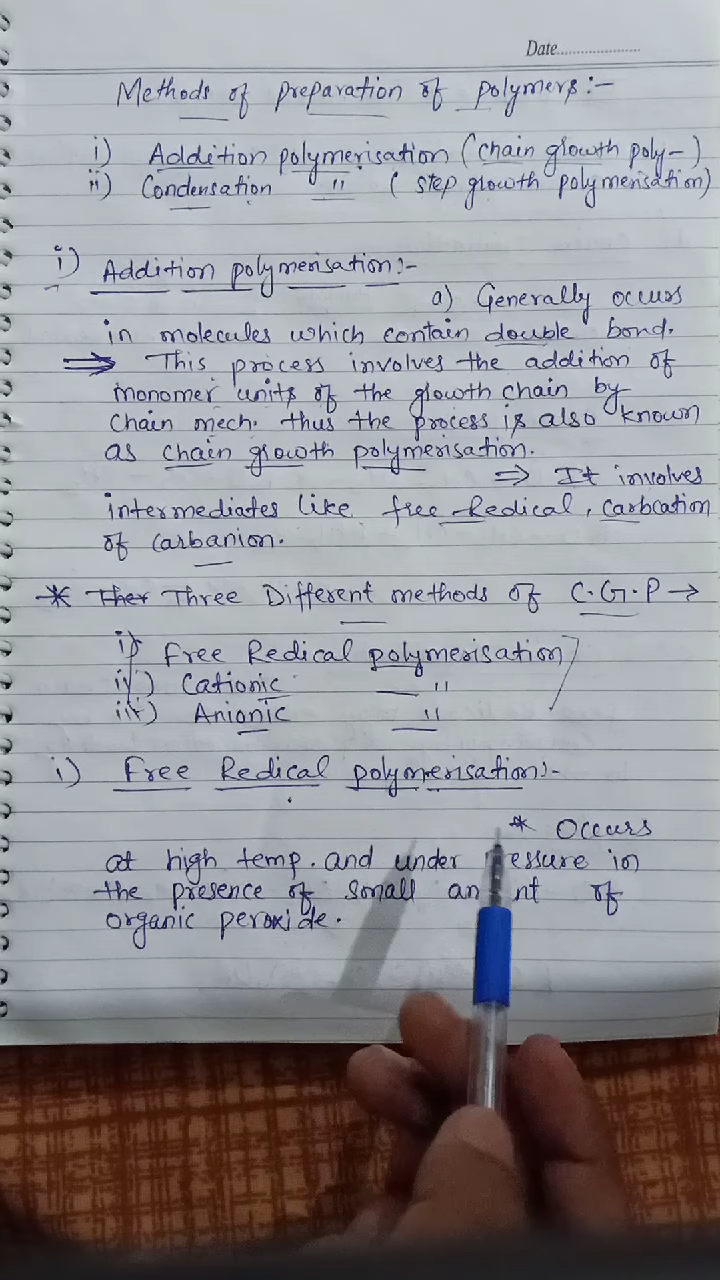 Date....................
Methods of preparation of polymers:-
i) Addition polymerisation (chain growth poly-)
ii) Condensation " (step growth polymerisation)
i) Addition polymerisation:-
a) Generally occurs
in molecules which contain double bond.
⇒ This process involves the addition of
monomer units of the growth chain by
chain mech. thus the process is also known
as chain growth polymerisation.
⇒ It involves
intermediates like free Redical, carbcation
of carbanion.
* Ther Three Different methods of C.G.P →
i) Free Redical polymerisation
ii) Cationic — "
iii) Anionic — "
i) Free Redical polymerisation:-
* Occurs
at high temp. and under essure in
the presence of small am nt of
organic peroxide.